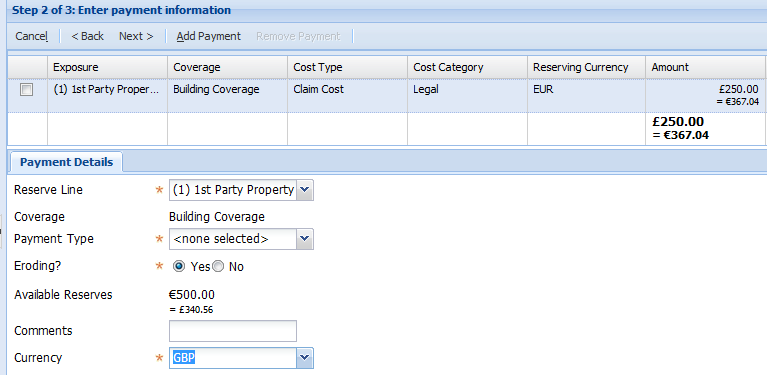 Step 2 of 3: Enter payment information
Cancel < Back Next > Add Payment Remove Payment
Exposure Coverage Cost Type Cost Category Reserving Currency Amount
(1) 1st Party Proper... Building Coverage Claim Cost Legal EUR £250.00
= €367.04
£250.00
= €367.04
Payment Details
Reserve Line * (1) 1st Party Property
Coverage Building Coverage
Payment Type * <none selected>
Eroding? * Yes No
Available Reserves €500.00
= £340.56
Comments
Currency * GBP